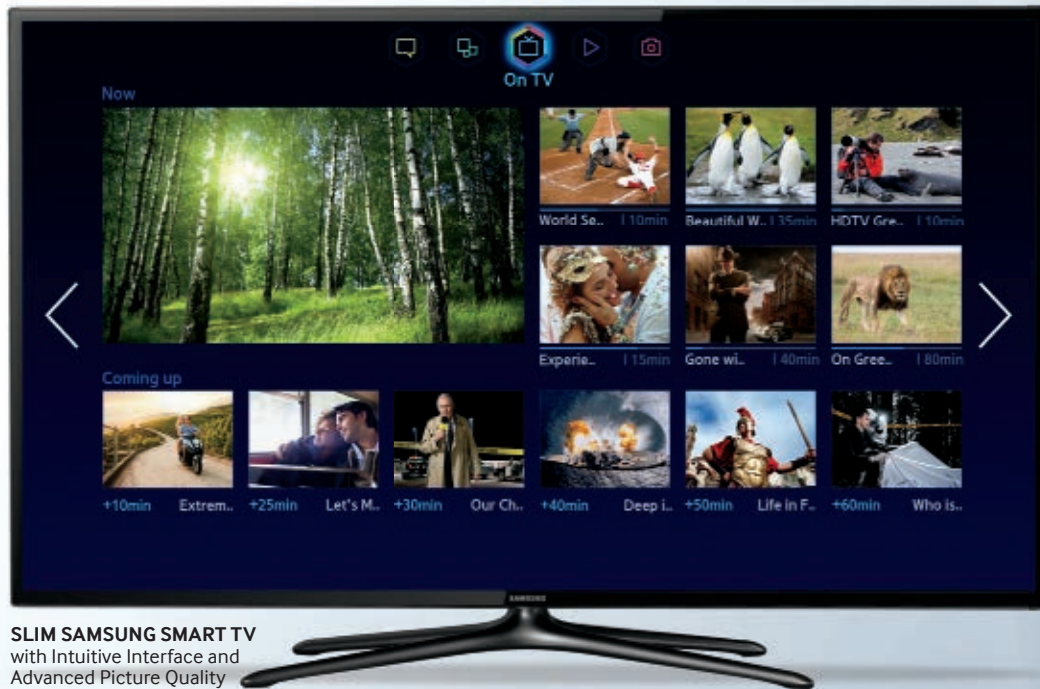 On TV
Now
World Se.. | 10min
Beautiful W.. | 35min
HDTV Gre.. | 10min
Experie.. | 15min
Gone wi.. | 40min
On Gree.. | 80min
Coming up
+10min Extrem..
+25min Let's M..
+30min Our Ch..
+40min Deep i..
+50min Life in F..
+60min Who is..
SAMSUNG
SLIM SAMSUNG SMART TV
with Intuitive Interface and
Advanced Picture Quality